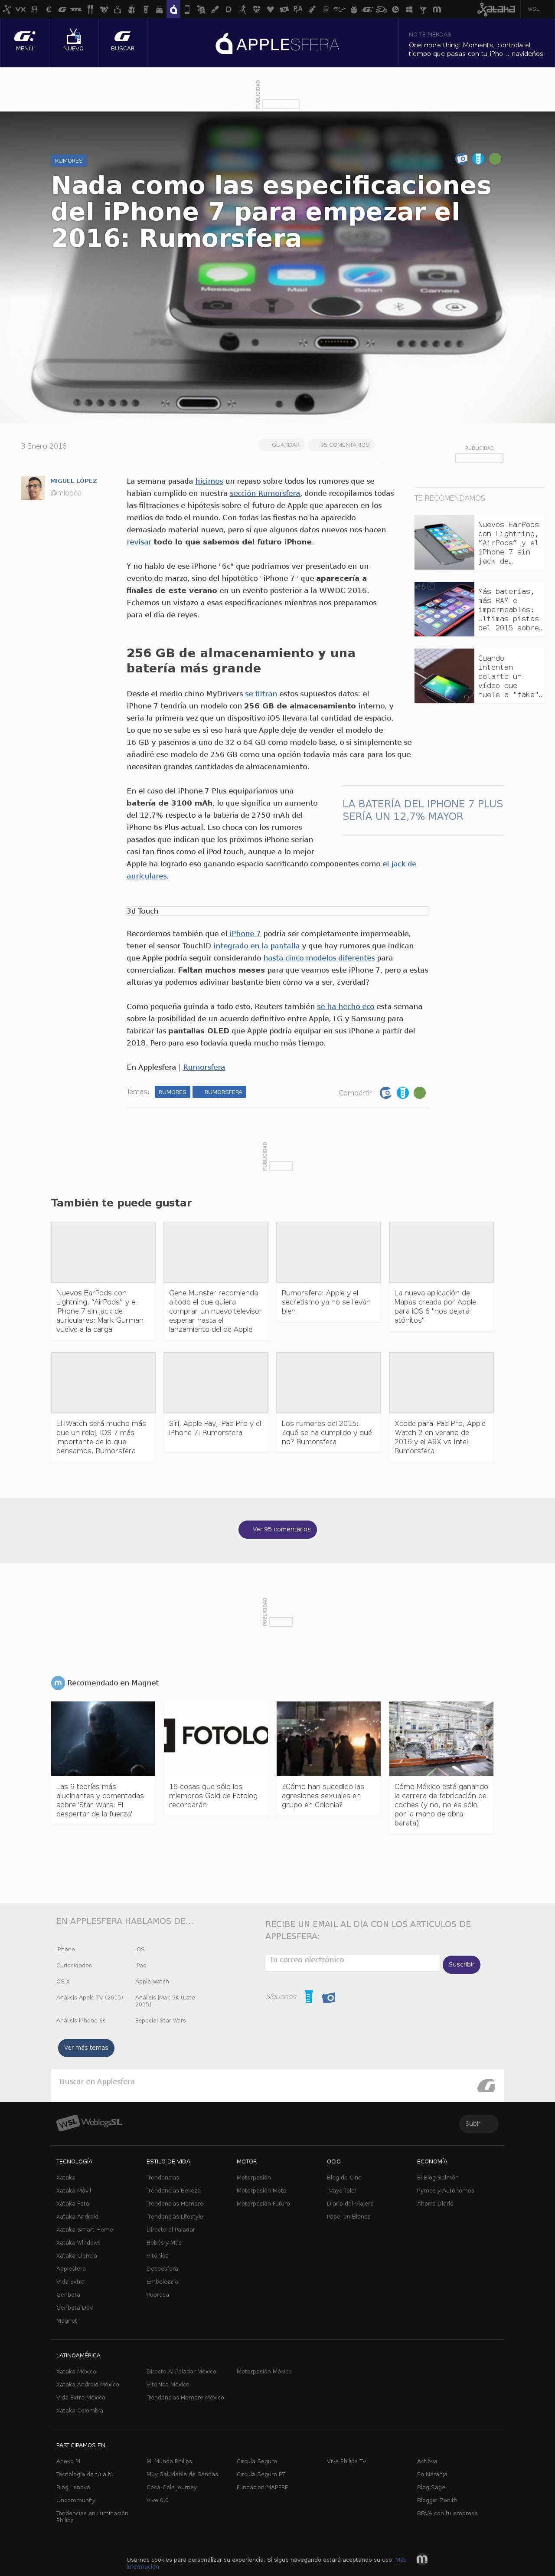 MENÚ
NUEVO
BUSCAR
APPLESFERA
NO TE PIERDAS
One more thing: Moments, controla el
tiempo que pasas con tu iPho... navideños
xataka
WSL
PUBLICIDAD
RUMORES
Nada como las especificaciones
del iPhone 7 para empezar el
2016: Rumorsfera
3 Enero 2016
GUARDAR
95 COMENTARIOS
PUBLICIDAD
MIGUEL LÓPEZ
@mlopca
La semana pasada hicimos un repaso sobre todos los rumores que se
habían cumplido en nuestra sección Rumorsfera, donde recopilamos todas
las filtraciones e hipótesis sobre el futuro de Apple que aparecen en los
medios de todo el mundo. Con todas las fiestas no ha aparecido
demasiado material nuevo, pero sí que algunos datos nuevos nos hacen
revisar todo lo que sabemos del futuro iPhone.
Y no hablo de ese iPhone "6c" que podríamos ver presentado en un
evento de marzo, sino del hipotético "iPhone 7" que aparecería a
finales de este verano en un evento posterior a la WWDC 2016.
Echemos un vistazo a esas especificaciones mientras nos preparamos
para el día de reyes.
TE RECOMENDAMOS
Nuevos EarPods
con Lightning,
“AirPods” y el
iPhone 7 sin
jack de…
Más baterías,
más RAM e
impermeables:
ultimas pistas
del 2015 sobre…
Cuando
intentan
colarte un
vídeo que
huele a "fake"…
256 GB de almacenamiento y una
batería más grande
Desde el medio chino MyDrivers se filtran estos supuestos datos: el
iPhone 7 tendría un modelo con 256 GB de almacenamiento interno, y
sería la primera vez que un dispositivo iOS llevara tal cantidad de espacio.
Lo que no se sabe es si eso hará que Apple deje de vender el modelo de
16 GB y pasemos a uno de 32 o 64 GB como modelo base, o si simplemente se
añadiré ese modelo de 256 GB como una opción todavía más cara para los que
necesiten grandes cantidades de almacenamiento.
En el caso del iPhone 7 Plus equipariamos una
batería de 3100 mAh, lo que significa un aumento
del 12,7% respecto a la batería de 2750 mAh del
iPhone 6s Plus actual. Eso choca con los rumores
pasados que indican que los próximos iPhone serían
casi tan finos como el iPod touch, aunque a lo mejor
Apple ha logrado eso ganando espacio sacrificando componentes como el jack de
auriculares.
LA BATERÍA DEL IPHONE 7 PLUS
SERÍA UN 12,7% MAYOR
3d Touch
Recordemos también que el iPhone 7 podría ser completamente impermeable,
tener el sensor TouchID integrado en la pantalla y que hay rumores que indican
que Apple podría seguir considerando hasta cinco modelos diferentes para
comercializar. Faltan muchos meses para que veamos este iPhone 7, pero a estas
alturas ya podemos adivinar bastante bien cómo va a ser, ¿verdad?
Como pequeña guinda a todo esto, Reuters también se ha hecho eco esta semana
sobre la posibilidad de un acuerdo definitivo entre Apple, LG y Samsung para
fabricar las pantallas OLED que Apple podría equipar en sus iPhone a partir del
2018. Pero para eso todavía queda mucho más tiempo.
En Applesfera | Rumorsfera
Temas:
RUMORES
RUMORSFERA
Compartir
PUBLICIDAD
También te puede gustar
Nuevos EarPods con
Lightning, "AirPods" y el
iPhone 7 sin jack de
auriculares: Mark Gurman
vuelve a la carga
Gene Munster recomienda
a todo el que quiera
comprar un nuevo televisor
esperar hasta el
lanzamiento del de Apple
Rumorsfera: Apple y el
secretismo ya no se llevan
bien
La nueva aplicación de
Mapas creada por Apple
para iOS 6 "nos dejará
atónitos"
El iWatch será mucho más
que un reloj, iOS 7 más
importante de lo que
pensamos, Rumorsfera
Siri, Apple Pay, iPad Pro y el
iPhone 7: Rumorsfera
Los rumores del 2015:
¿qué se ha cumplido y qué
no? Rumorsfera
Xcode para iPad Pro, Apple
Watch 2 en verano de
2016 y el A9X vs Intel:
Rumorsfera
Ver 95 comentarios
PUBLICIDAD
Recomendado en Magnet
FOTOLO
Las 9 teorías más
alucinantes y comentadas
sobre 'Star Wars: El
despertar de la fuerza'
16 cosas que sólo los
miembros Gold de Fotolog
recordarán
¿Cómo han sucedido las
agresiones sexuales en
grupo en Colonia?
Cómo México está ganando
la carrera de fabricación de
coches (y no, no es sólo
por la mano de obra
barata)
EN APPLESFERA HABLAMOS DE...
iPhone
iOS
Curiosidades
iPad
OS X
Apple Watch
Análisis Apple TV (2015)
Análisis iMac 5K (Late
2015)
Análisis iPhone 6s
Especial Star Wars
Ver más temas
RECIBE UN EMAIL AL DÍA CON LOS ARTÍCULOS DE
APPLESFERA:
Tu correo electrónico
Suscribir
Síguenos
Buscar en Applesfera
WSL WeblogsSL
Subir
TECNOLOGÍA
Xataka
Xataka Móvil
Xataka Foto
Xataka Android
Xataka Smart Home
Xataka Windows
Xataka Ciencia
Applesfera
Vida Extra
Genbeta
Genbeta Dev
Magnet
ESTILO DE VIDA
Trendencias
Trendencias Belleza
Trendencias Hombre
Trendencias Lifestyle
Directo al Paladar
Bebés y Más
Vitónica
Decoesfera
Embelezzia
Poprosa
MOTOR
Motorpasión
Motorpasión Moto
Motorpasión Futuro
OCIO
Blog de Cine
¡Vaya Tele!
Diario del Viajero
Papel en Blanco
ECONOMÍA
El Blog Salmón
Pymes y Autónomos
Ahorro Diario
LATINOAMÉRICA
Xataka México
Xataka Android México
Vida Extra México
Xataka Colombia
Directo Al Paladar México
Vitónica México
Trendencias Hombre México
Motorpasión México
PARTICIPAMOS EN
Anexo M
Tecnología de tú a tú
Blog Lenovo
Uncommunity
Tendencias en iluminación
Philips
Mi Mundo Philips
Muy Saludable de Sanitas
Coca-Cola Journey
Vive 0,0
Circula Seguro
Circula Seguro PT
Fundacion MAPFRE
Vive Philips TV
Actibva
En Naranja
Blog Sage
Bloggin Zenith
BBVA con tu empresa
Usamos cookies para personalizar su experiencia. Si sigue navegando estará aceptando su uso. Más
información